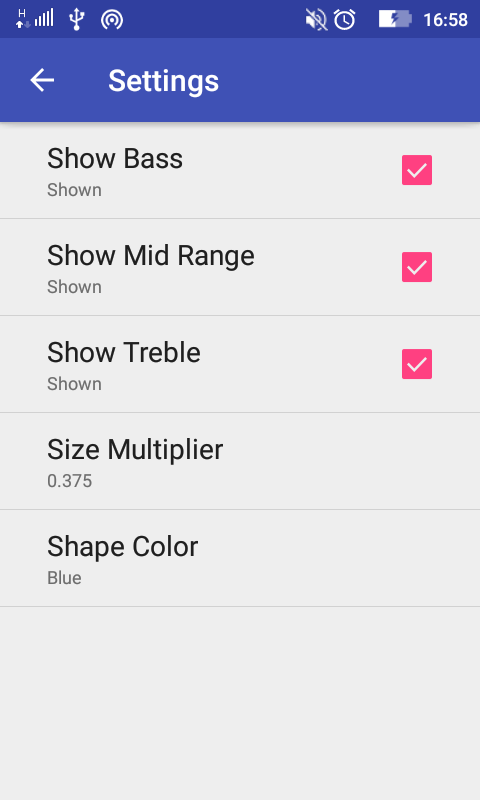 H 16:58
Settings
Show Bass
Shown
Show Mid Range
Shown
Show Treble
Shown
Size Multiplier
0.375
Shape Color
Blue